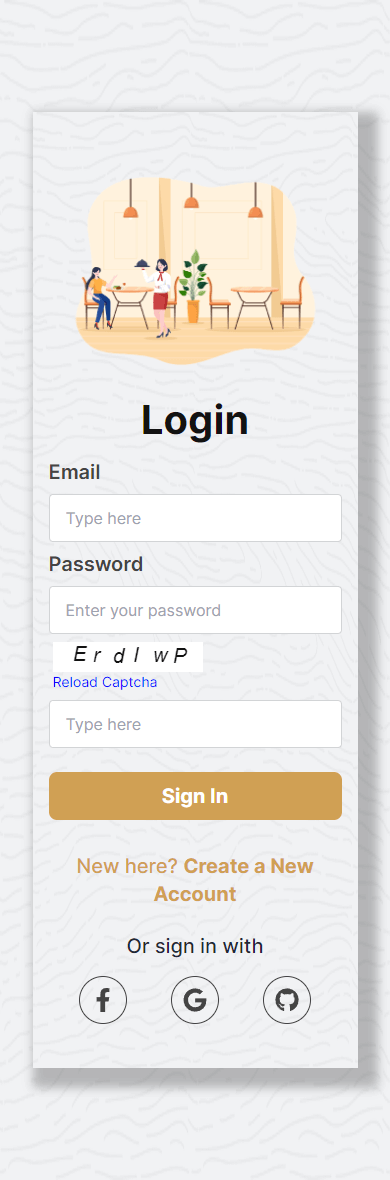 Login
Email
Type here
Password
Enter your password
E r d l w P
Reload Captcha
Type here
Sign In
New here? Create a New
Account
Or sign in with